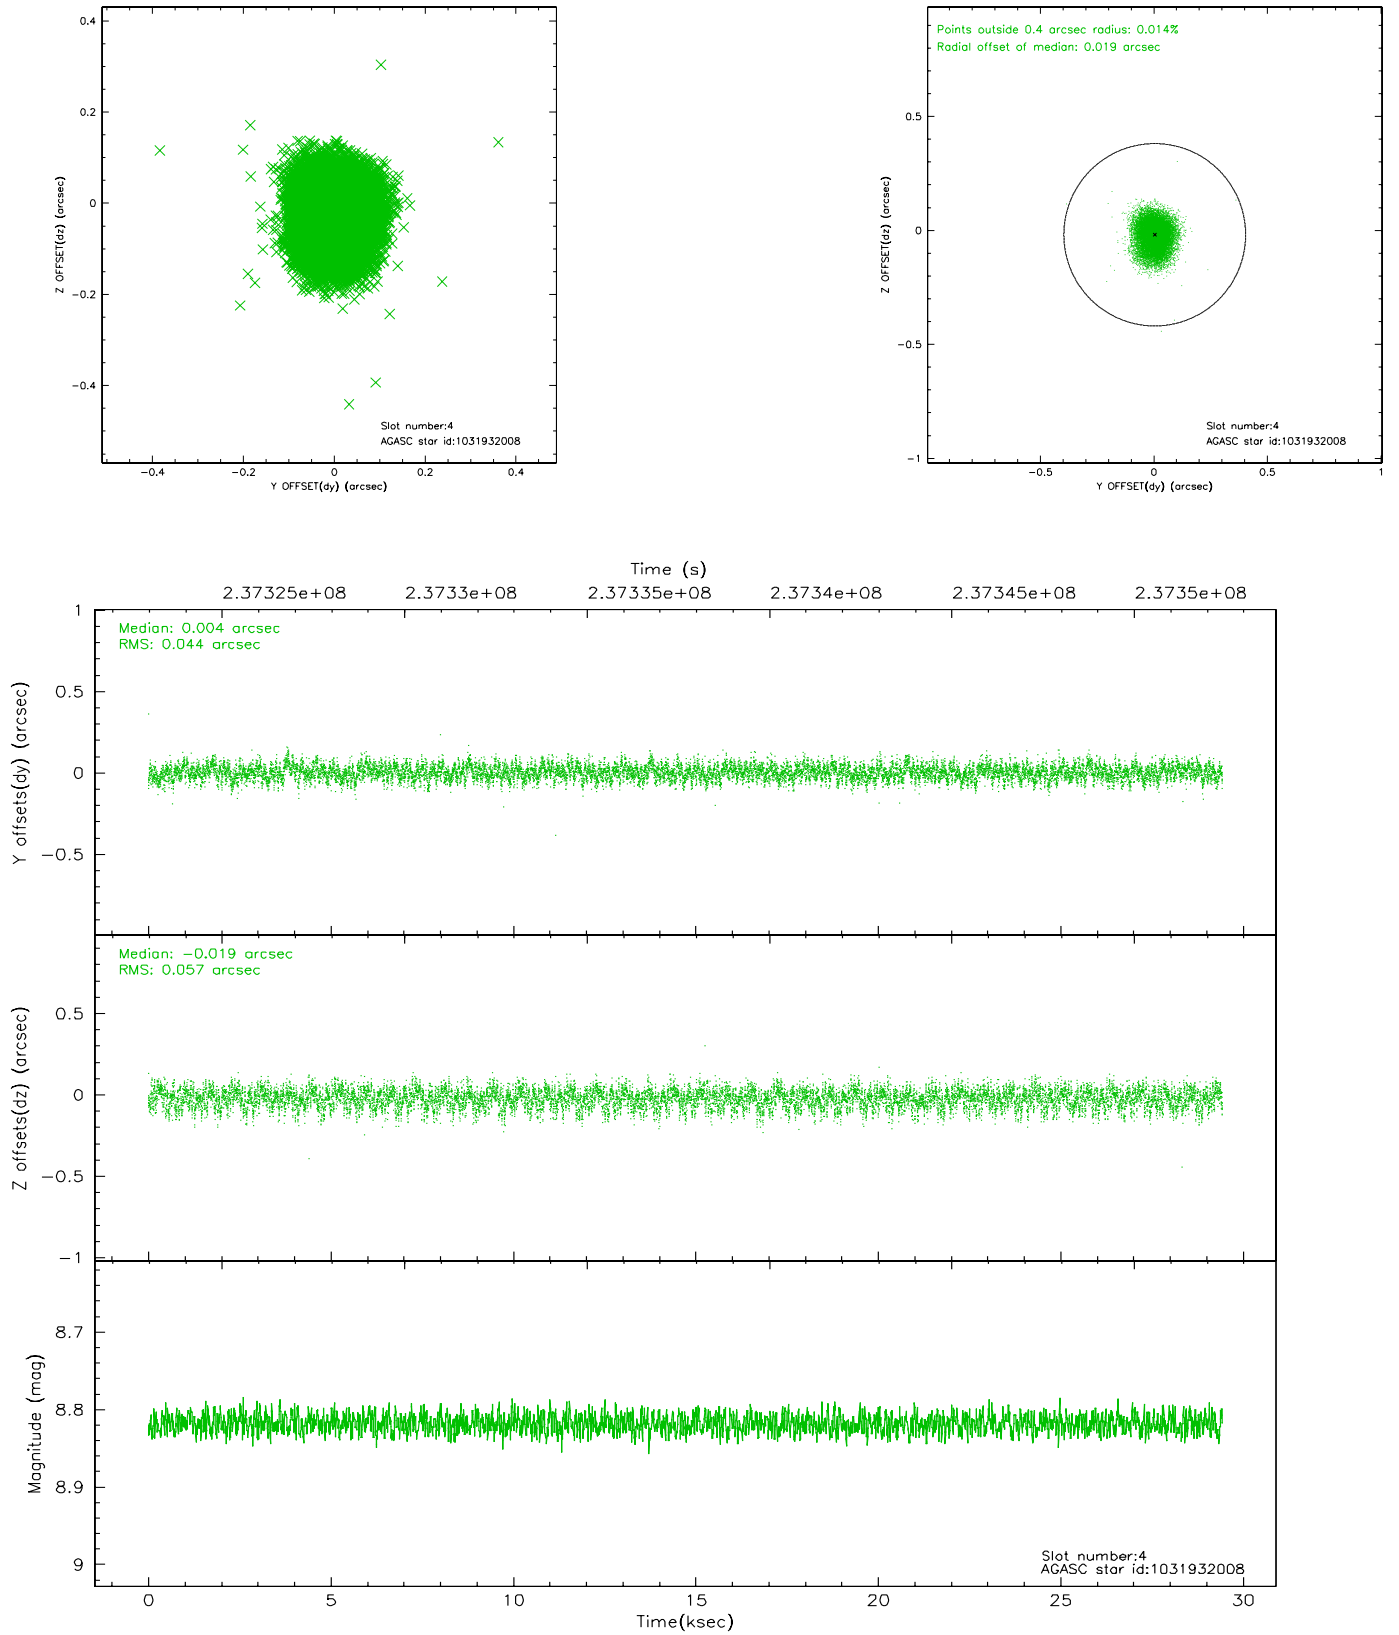 0.4
0.2
0
−0.2
−0.4
Z OFFSET(dz) (arcsec)
Slot number:4
AGASC star id:1031932008
−0.4 −0.2 0 0.2 0.4
Y OFFSET(dy) (arcsec)
Points outside 0.4 arcsec radius: 0.014%
Radial offset of median: 0.019 arcsec
0.5
0
−0.5
−1
Z OFFSET(dz) (arcsec)
Slot number:4
AGASC star id:1031932008
−0.5 0 0.5 1
Y OFFSET(dy) (arcsec)
Time (s)
2.37325e+08 2.3733e+08 2.37335e+08 2.3734e+08 2.37345e+08 2.3735e+08
Median: 0.004 arcsec
RMS: 0.044 arcsec
1
0.5
0
−0.5
Y offsets(dy) (arcsec)
Median: −0.019 arcsec
RMS: 0.057 arcsec
0.5
0
−0.5
−1
Z offsets(dz) (arcsec)
8.7
8.8
8.9
9
Magnitude (mag)
Slot number:4
AGASC star id:1031932008
0 5 10 15 20 25 30
Time(ksec)